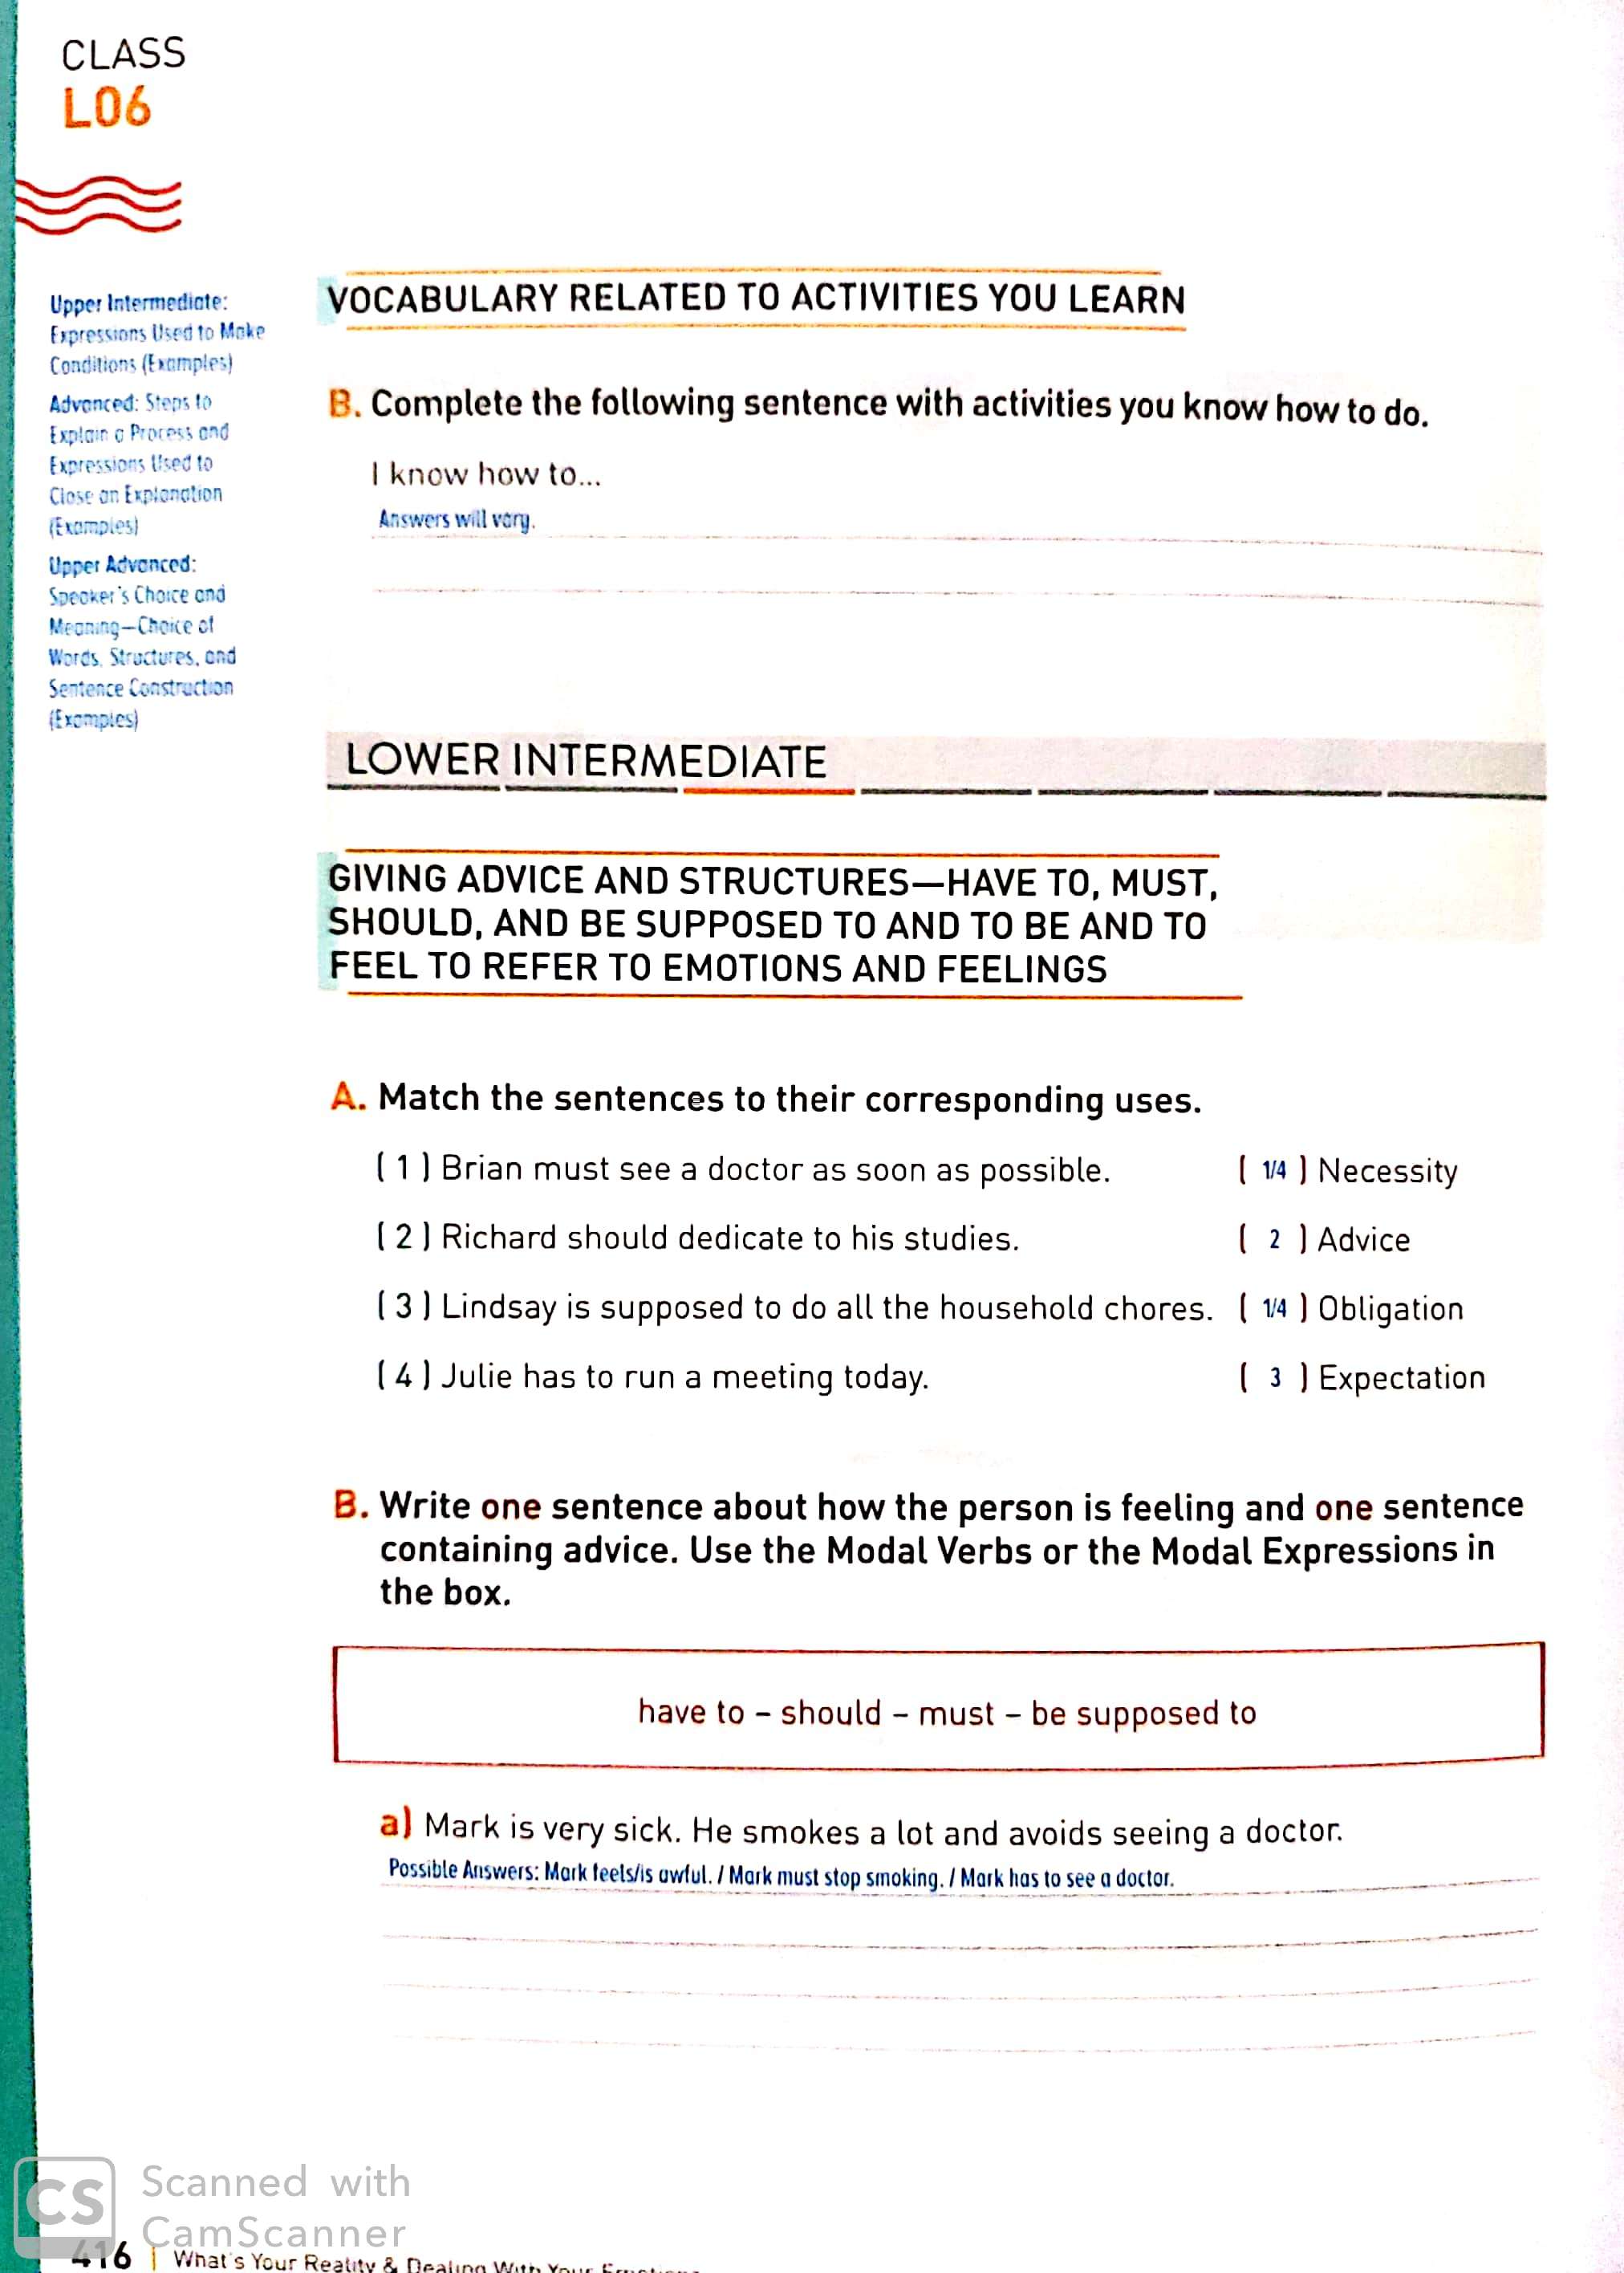 CLASS
L06
Upper Intermediate:
Expressions Used to Make
Conditions (Examples)
Advanced: Steps to
Explain a Process and
Expressions Used to
Close an Explanation
(Examples)
Upper Advanced:
Speaker's Choice and
Meaning—Choice of
Words, Structures, and
Sentence Construction
(Examples)
VOCABULARY RELATED TO ACTIVITIES YOU LEARN
B. Complete the following sentence with activities you know how to do.
I know how to...
Answers will vary.
LOWER INTERMEDIATE
GIVING ADVICE AND STRUCTURES—HAVE TO, MUST,
SHOULD, AND BE SUPPOSED TO AND TO BE AND TO
FEEL TO REFER TO EMOTIONS AND FEELINGS
A. Match the sentences to their corresponding uses.
( 1 ) Brian must see a doctor as soon as possible. ( 1/4 ) Necessity
( 2 ) Richard should dedicate to his studies. ( 2 ) Advice
( 3 ) Lindsay is supposed to do all the household chores. ( 1/4 ) Obligation
( 4 ) Julie has to run a meeting today. ( 3 ) Expectation
B. Write one sentence about how the person is feeling and one sentence
containing advice. Use the Modal Verbs or the Modal Expressions in
the box.
have to – should – must – be supposed to
a) Mark is very sick. He smokes a lot and avoids seeing a doctor.
Possible Answers: Mark feels/is awful. / Mark must stop smoking. / Mark has to see a doctor.
CS Scanned with
CamScanner
416 | What's Your Reality & Dealing With Your